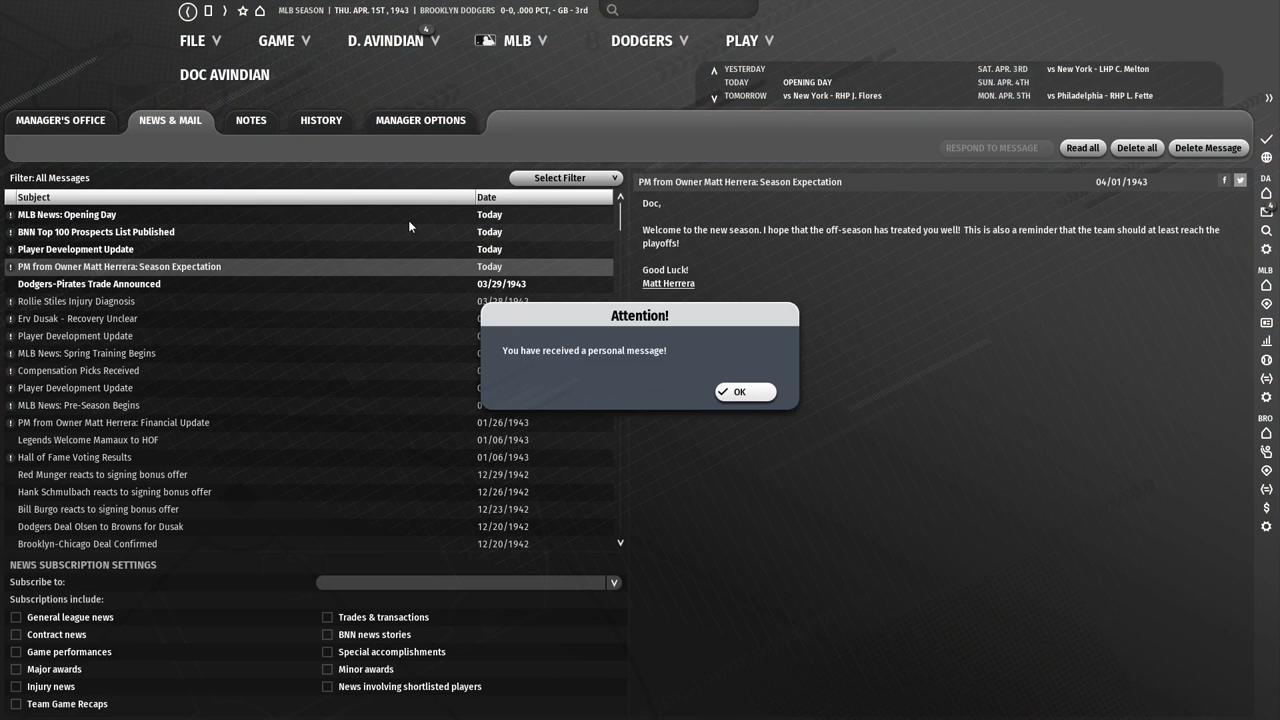 MLB SEASON | THU. APR. 1ST , 1943 | BROOKLYN DODGERS 0-0, .000 PCT, - GB - 3rd
FILE GAME D. AVINDIAN 4 MLB DODGERS PLAY
DOC AVINDIAN
YESTERDAY SAT. APR. 3RD vs New York - LHP C. Melton
TODAY OPENING DAY SUN. APR. 4TH
TOMORROW vs New York - RHP J. Flores MON. APR. 5TH vs Philadelphia - RHP L. Fette
MANAGER'S OFFICE NEWS & MAIL NOTES HISTORY MANAGER OPTIONS
RESPOND TO MESSAGE Read all Delete all Delete Message
Filter: All Messages Select Filter
Subject Date
! MLB News: Opening Day Today
! BNN Top 100 Prospects List Published Today
! Player Development Update Today
! PM from Owner Matt Herrera: Season Expectation Today
Dodgers-Pirates Trade Announced 03/29/1943
! Rollie Stiles Injury Diagnosis 03/28/1943
! Erv Dusak - Recovery Unclear
! Player Development Update
! MLB News: Spring Training Begins
! Compensation Picks Received
! Player Development Update
! MLB News: Pre-Season Begins
! PM from Owner Matt Herrera: Financial Update 01/26/1943
Legends Welcome Mamaux to HOF 01/06/1943
! Hall of Fame Voting Results 01/06/1943
Red Munger reacts to signing bonus offer 12/29/1942
Hank Schmulbach reacts to signing bonus offer 12/26/1942
Bill Burgo reacts to signing bonus offer 12/23/1942
Dodgers Deal Olsen to Browns for Dusak 12/20/1942
Brooklyn-Chicago Deal Confirmed 12/20/1942
PM from Owner Matt Herrera: Season Expectation 04/01/1943
Doc,
Welcome to the new season. I hope that the off-season has treated you well! This is also a reminder that the team should at least reach the
playoffs!
Good Luck!
Matt Herrera
Attention!
You have received a personal message!
OK
NEWS SUBSCRIPTION SETTINGS
Subscribe to:
Subscriptions include:
General league news Trades & transactions
Contract news BNN news stories
Game performances Special accomplishments
Major awards Minor awards
Injury news News involving shortlisted players
Team Game Recaps
DA
4
MLB
BRO